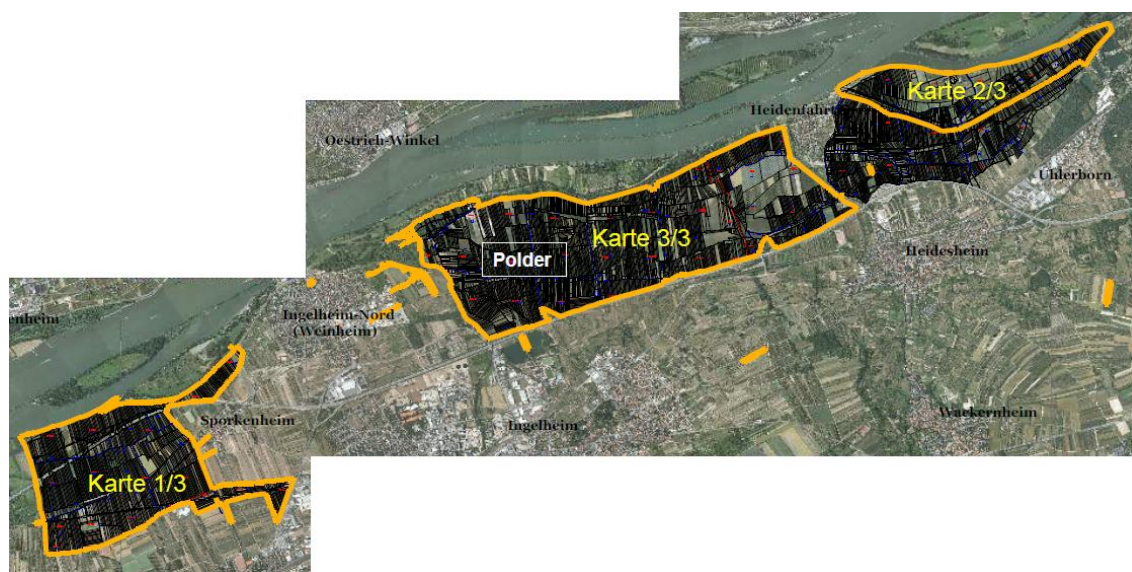 Karte 2/3
Heidenfahrt
Oestrich-Winkel
Ühlerborn
Karte 3/3
Heidesheim
Polder
Ingelheim-Nord
(Weinheim)
enheim
Sporkenheim
Ingelheim
Wackernheim
Karte 1/3